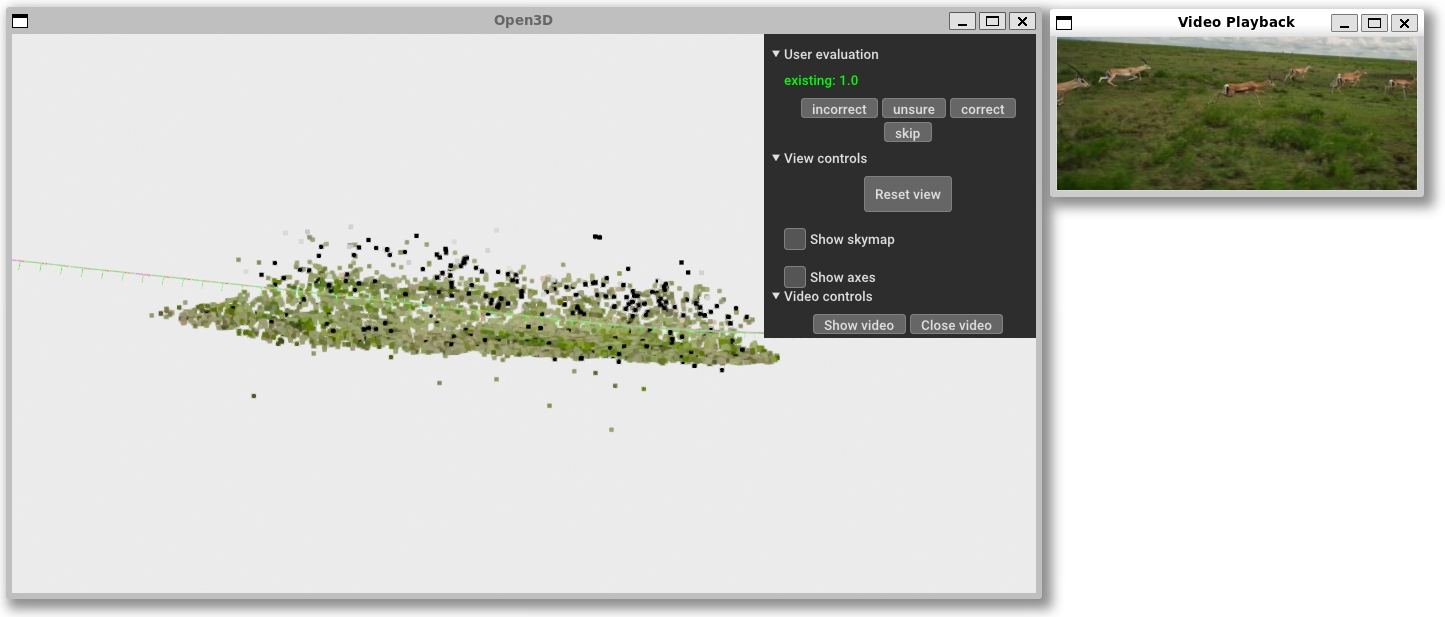 Open3D
User evaluation
existing: 1.0
incorrect unsure correct
skip
View controls
Reset view
Show skymap
Show axes
Video controls
Show video Close video
Video Playback